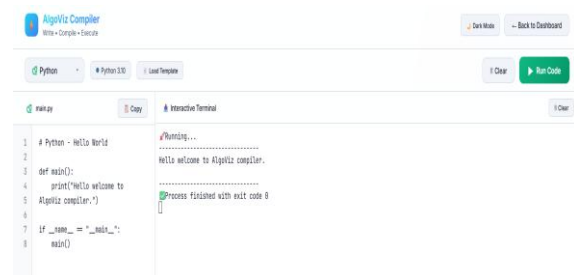 AlgoViz Compiler
Write • Compile • Execute
Dark Mode
← Back to Dashboard
Python
Python 3.10
Load Template
Clear
Run Code
main.py
Copy
Interactive Terminal
Clear
1 # Python - Hello World
2
3 def main():
4 print("Hello welcome to
5 AlgoViz compiler.")
6
7 if __name__ == "__main__":
8 main()
Running...
--------------------------------
Hello welcome to AlgoViz compiler.
--------------------------------
Process finished with exit code 0